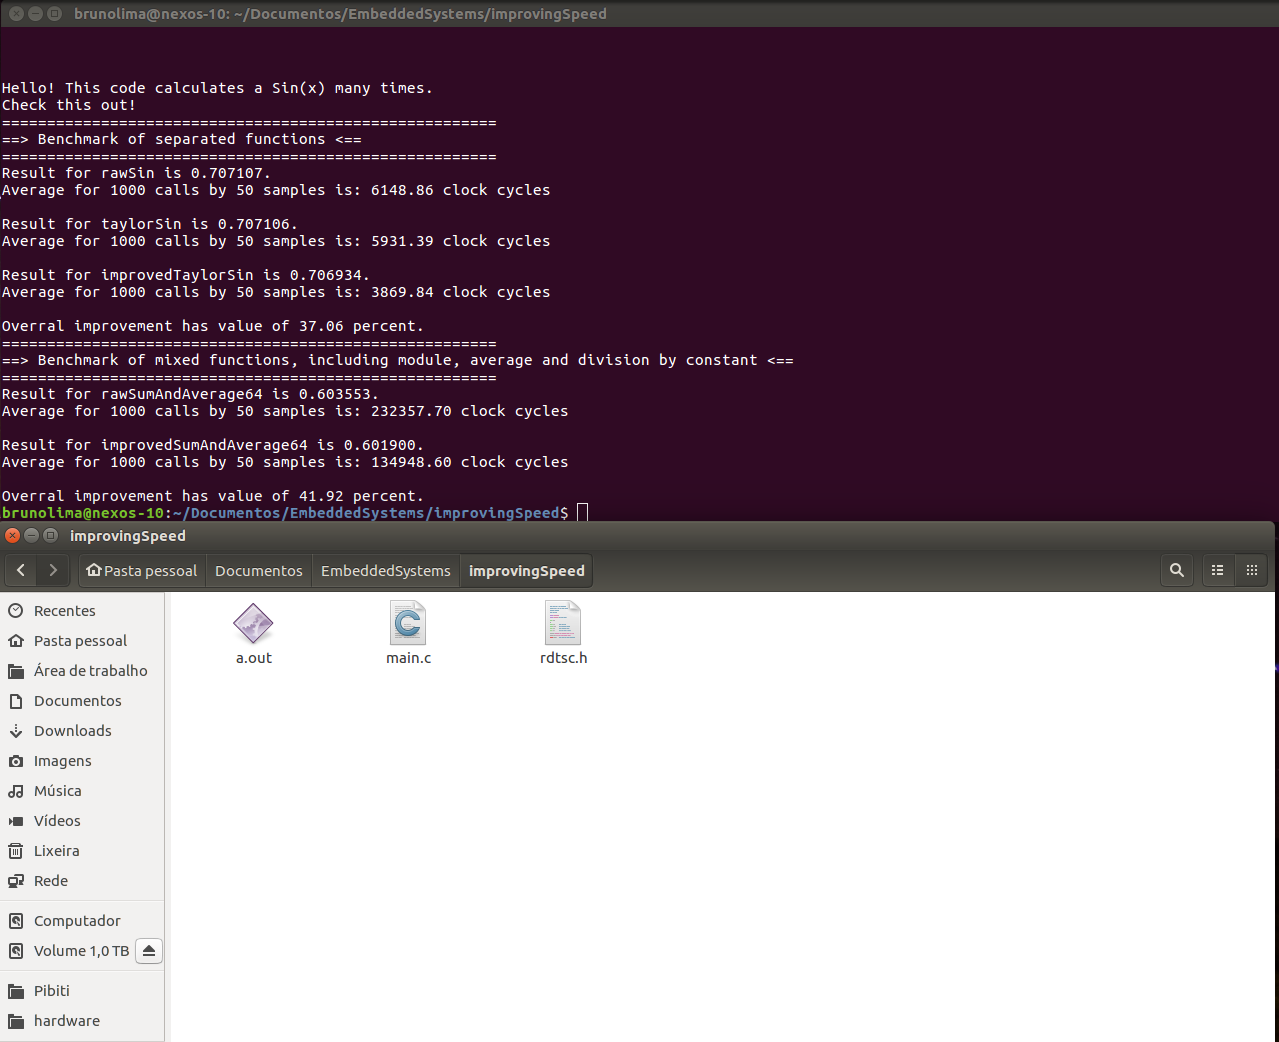 brunolima@nexos-10: ~/Documentos/EmbeddedSystems/improvingSpeed
Hello! This code calculates a Sin(x) many times.
Check this out!
=======================================================
==> Benchmark of separated functions <==
=======================================================
Result for rawSin is 0.707107.
Average for 1000 calls by 50 samples is: 6148.86 clock cycles
Result for taylorSin is 0.707106.
Average for 1000 calls by 50 samples is: 5931.39 clock cycles
Result for improvedTaylorSin is 0.706934.
Average for 1000 calls by 50 samples is: 3869.84 clock cycles
Overral improvement has value of 37.06 percent.
=======================================================
==> Benchmark of mixed functions, including module, average and division by constant <==
=======================================================
Result for rawSumAndAverage64 is 0.603553.
Average for 1000 calls by 50 samples is: 232357.70 clock cycles
Result for improvedSumAndAverage64 is 0.601900.
Average for 1000 calls by 50 samples is: 134948.60 clock cycles
Overral improvement has value of 41.92 percent.
brunolima@nexos-10:~/Documentos/EmbeddedSystems/improvingSpeed$
improvingSpeed
Pasta pessoal Documentos EmbeddedSystems improvingSpeed
Recentes
Pasta pessoal
Área de trabalho
Documentos
Downloads
Imagens
Música
Vídeos
Lixeira
Rede
Computador
Volume 1,0 TB
Pibiti
hardware
a.out main.c rdtsc.h